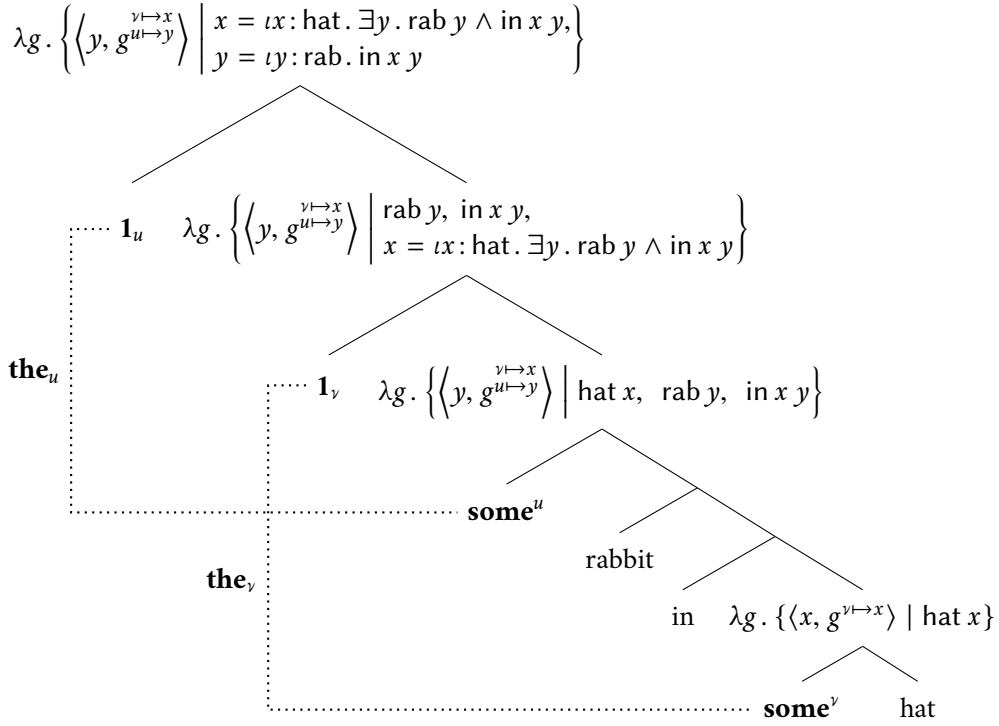 λg. {⟨y, g^{ν↦x u↦y}⟩ | x = ιx: hat. ∃y. rab y ∧ in x y,
y = ιy: rab. in x y}
1_u λg. {⟨y, g^{ν↦x u↦y}⟩ | rab y, in x y,
x = ιx: hat. ∃y. rab y ∧ in x y}
the_u
1_ν λg. {⟨y, g^{ν↦x u↦y}⟩ | hat x, rab y, in x y}
some^u
rabbit
the_ν
in λg. {⟨x, g^{ν↦x}⟩ | hat x}
some^ν hat